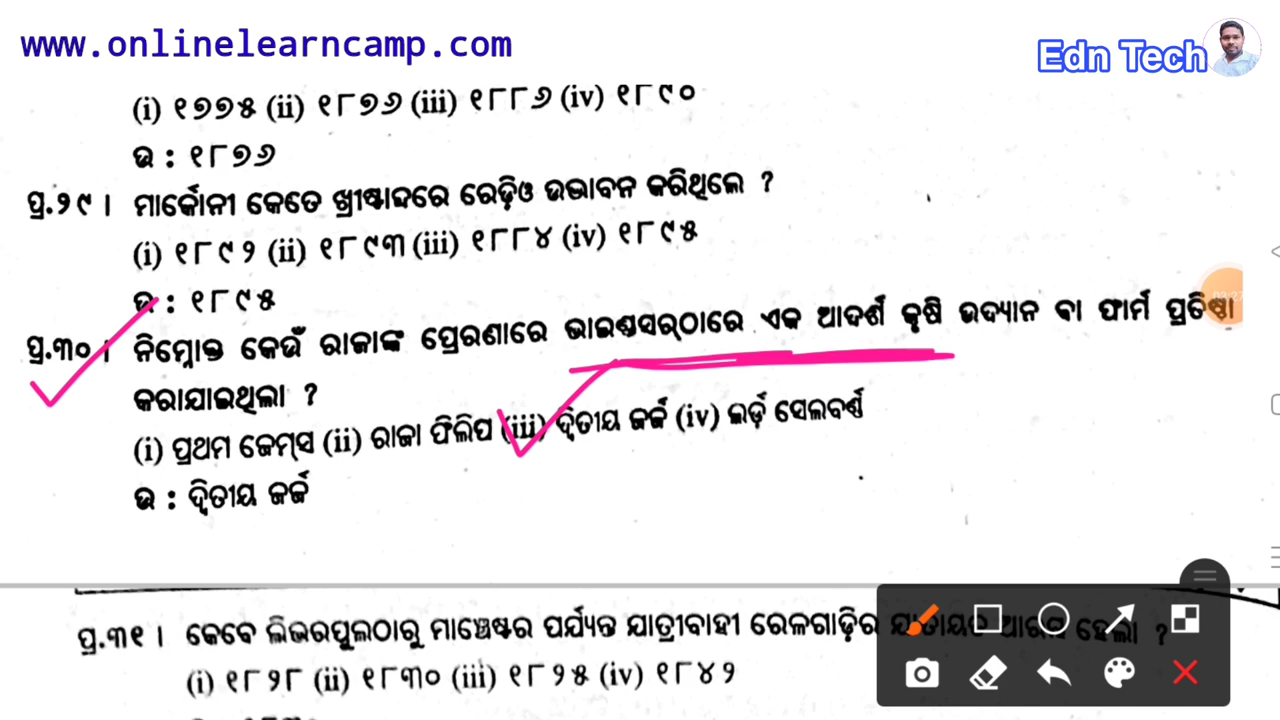 www.onlinelearncamp.com
Edn Tech
(i) ୧୭୭୫ (ii) ୧୮୭୬ (iii) ୧୮୮୬ (iv) ୧୮୯୦
ଉ : ୧୮୭୬
ପ୍ର.୨୯ । ମାର୍କୋନୀ କେତେ ଖ୍ରୀଷ୍ଟାବ୍ଦରେ ରେଡ଼ିଓ ଉଦ୍ଭାବନ କରିଥିଲେ ?
(i) ୧୮୯୨ (ii) ୧୮୯୩ (iii) ୧୮୮୪ (iv) ୧୮୯୫
ଉ : ୧୮୯୫
ପ୍ର.୩୦ । ନିମ୍ନୋକ୍ତ କେଉଁ ରାଜାଙ୍କ ପ୍ରେରଣାରେ ଭାଇଣ୍ଡସର୍‌ଠାରେ ଏକ ଆଦର୍ଶ କୃଷି ଉଦ୍ୟାନ ବା ଫାର୍ମ ପ୍ରତିଷ୍ଠା
କରାଯାଇଥିଲା ?
(i) ପ୍ରଥମ ଜେମ୍‌ସ (ii) ରାଜା ଫିଲିପ (iii) ଦ୍ୱିତୀୟ ଜର୍ଜ (iv) ଲର୍ଡ଼ ସେଲବର୍ଣ୍ଣ
ଉ : ଦ୍ୱିତୀୟ ଜର୍ଜ
ପ୍ର.୩୧ । କେବେ ଲିଭରପୁଲଠାରୁ ମାଞ୍ଚେଷ୍ଟର ପର୍ଯ୍ୟନ୍ତ ଯାତ୍ରୀବାହୀ ରେଳଗାଡ଼ିର ହେଲା ?
(i) ୧୮୨୮ (ii) ୧୮୩୦ (iii) ୧୮୨୫ (iv) ୧୮୪୨